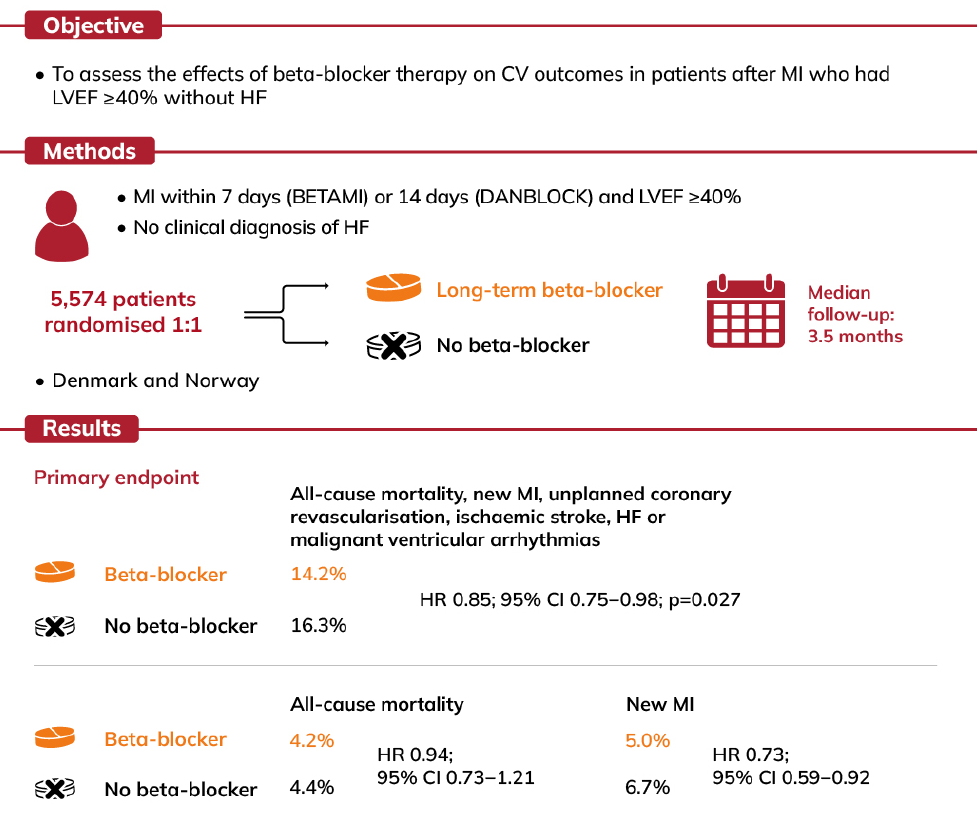 Objective
• To assess the effects of beta-blocker therapy on CV outcomes in patients after MI who had
LVEF ≥40% without HF
Methods
• MI within 7 days (BETAMI) or 14 days (DANBLOCK) and LVEF ≥40%
• No clinical diagnosis of HF
5,574 patients
randomised 1:1
Long-term beta-blocker
No beta-blocker
Median
follow-up:
3.5 months
• Denmark and Norway
Results
Primary endpoint
All-cause mortality, new MI, unplanned coronary
revascularisation, ischaemic stroke, HF or
malignant ventricular arrhythmias
Beta-blocker 14.2%
HR 0.85; 95% CI 0.75–0.98; p=0.027
No beta-blocker 16.3%
All-cause mortality New MI
Beta-blocker 4.2% 5.0%
HR 0.94; HR 0.73;
95% CI 0.73–1.21 95% CI 0.59–0.92
No beta-blocker 4.4% 6.7%